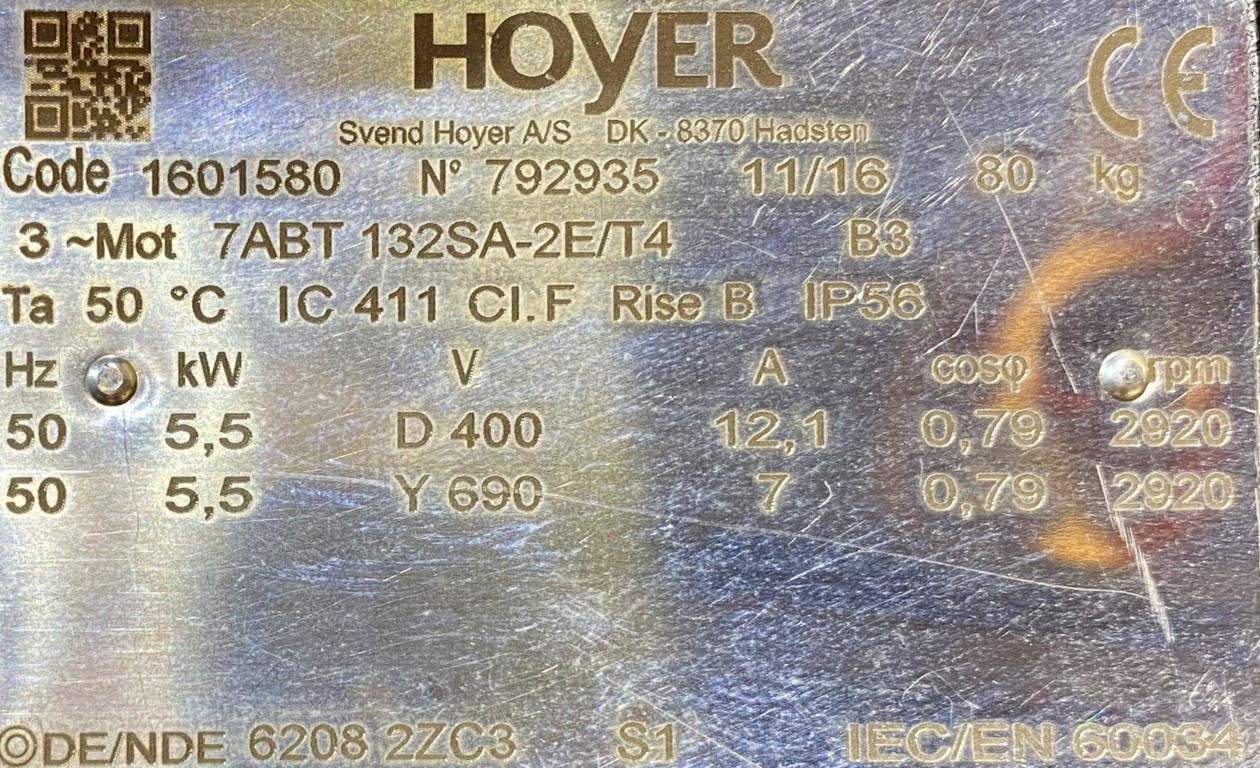 HOYER
CE
Svend Hoyer A/S DK - 8370 Hadsten
Code 1601580 Nº 792935 11/16 80 kg
3 ~Mot 7ABT 132SA-2E/T4 B3
Ta 50 °C IC 411 Cl.F Rise B IP56
Hz kW V A cosφ rpm
50 5,5 D 400 12,1 0,79 2920
50 5,5 Y 690 7 0,79 2920
DE/NDE 6208 2ZC3 S1 IEC/EN 60034